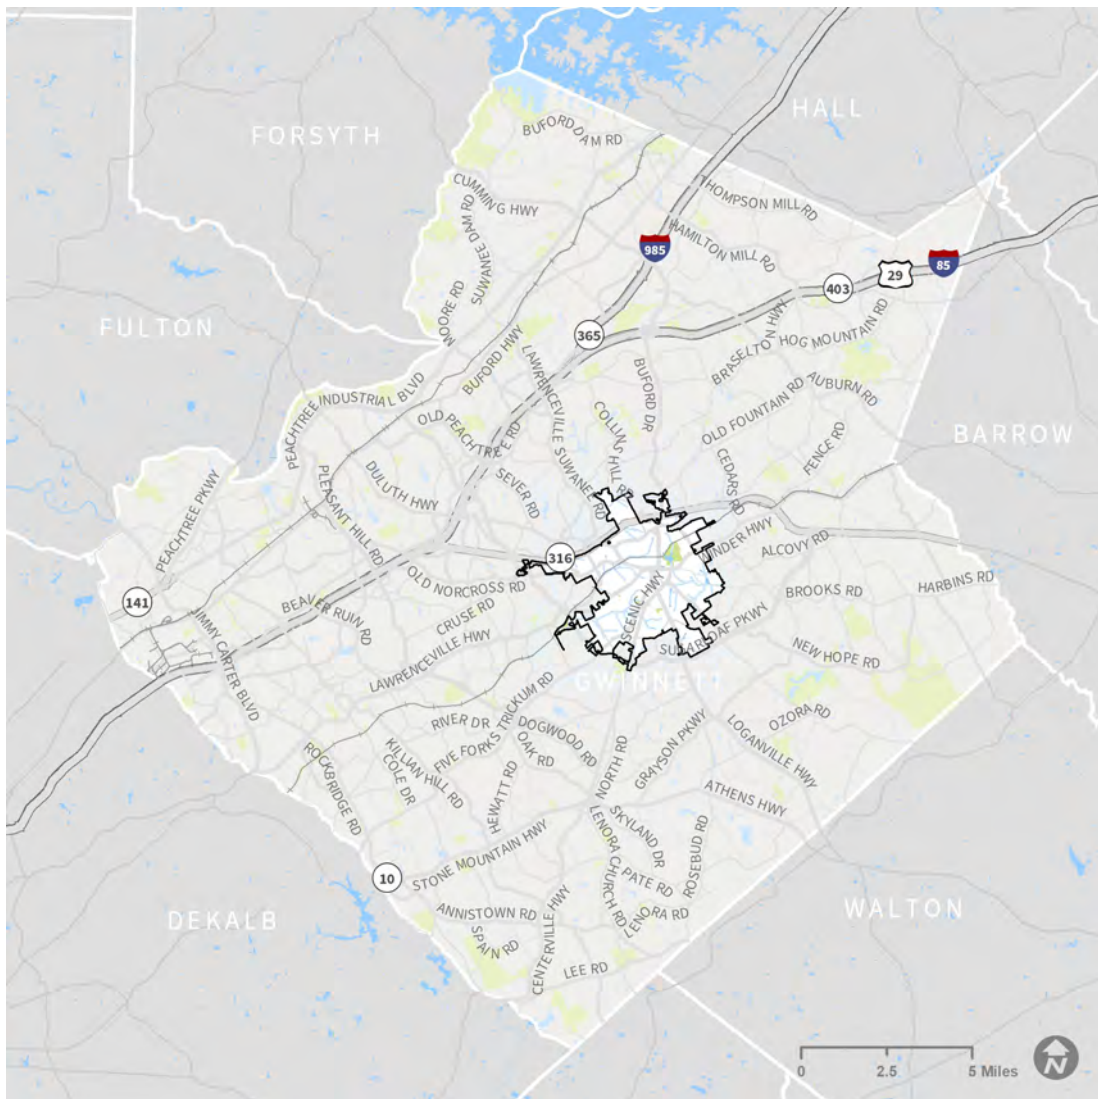 HALL
FORSYTH
BUFORD DAM RD
THOMPSON MILL RD
CUMMING HWY
SUWANEE DAM RD
HAMILTON MILL RD
985
85
29
403
FULTON
MOORE RD
365
BRASELTON HWY
HOG MOUNTAIN RD
BUFORD HWY
LAWRENCEVILLE SUWANEE RD
BUFORD DR
AUBURN RD
PEACHTREE INDUSTRIAL BLVD
OLD PEACHTREE RD
COLLINS HILL RD
OLD FOUNTAIN RD
BARROW
FENCE RD
CEDARS RD
PLEASANT HILL RD
DULUTH HWY
SEVER RD
PEACHTREE PKWY
WINDER HWY
ALCOVY RD
316
OLD NORCROSS RD
HARBINS RD
BROOKS RD
141
BEAVER RUIN RD
CRUSE RD
SCENIC HWY
JIMMY CARTER BLVD
LAWRENCEVILLE HWY
SUGARLOAF PKWY
NEW HOPE RD
GWINNETT
FIVE FORKS TRICKUM RD
RIVER DR
DOGWOOD RD
OZORA RD
LOGANVILLE HWY
GRAYSON PKWY
OAK RD
NORTH RD
KILLIAN HILL RD
COLE DR
ROCKBRIDGE RD
HEWATT RD
ATHENS HWY
SKYLAND DR
ROSEBUD RD
STONE MOUNTAIN HWY
LENORA CHURCH RD
PATE RD
10
ANNISTOWN RD
LENORA RD
WALTON
DEKALB
SPAIN RD
CENTERVILLE HWY
LEE RD
0 2.5 5 Miles
N